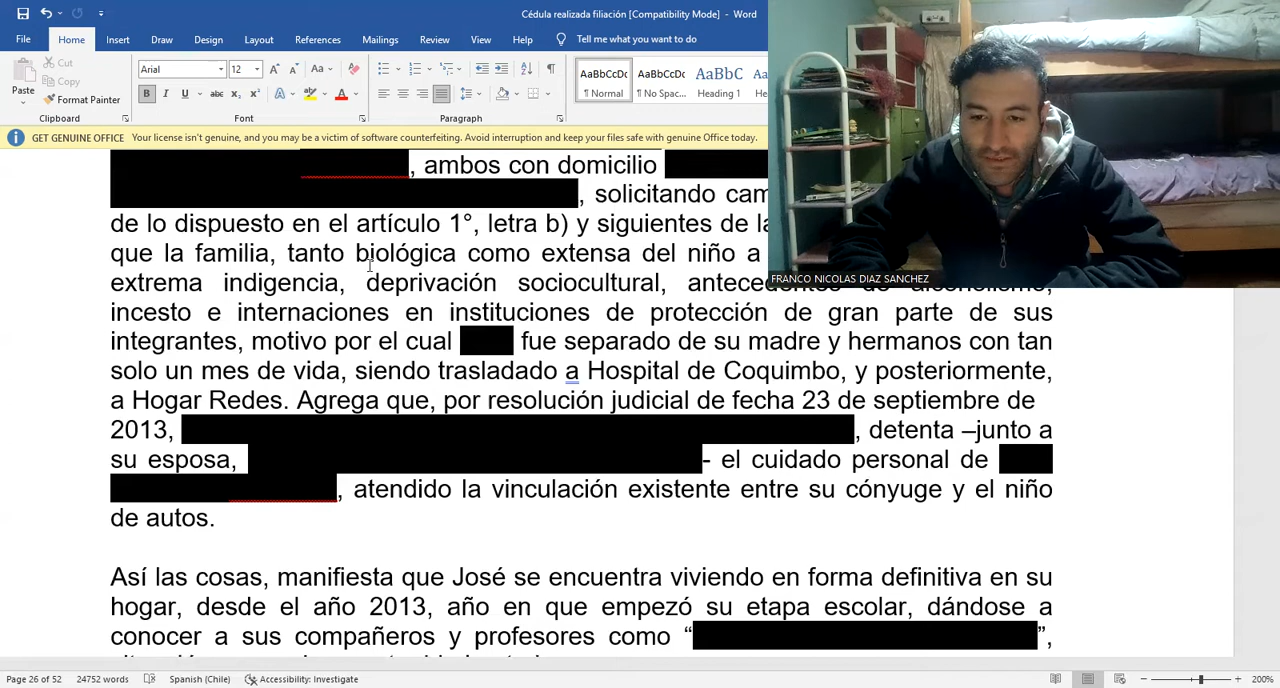 Cédula realizada filiación [Compatibility Mode] - Word
File Home Insert Draw Design Layout References Mailings Review View Help Tell me what you want to do
Cut
Copy
Paste
Format Painter
Clipboard
Arial 12
Font
Paragraph
AaBbCcDc AaBbCcDc AaBbC
¶ Normal ¶ No Spac... Heading 1
GET GENUINE OFFICE Your license isn't genuine, and you may be a victim of software counterfeiting. Avoid interruption and keep your files safe with genuine Office today.
FRANCO NICOLAS DIAZ SANCHEZ
, ambos con domicilio
, solicitando
de lo dispuesto en el artículo 1°, letra b) y siguientes de
que la familia, tanto biológica como extensa del niño a
extrema indigencia, deprivación sociocultural, antecedentes de alcoholismo,
incesto e internaciones en instituciones de protección de gran parte de sus
integrantes, motivo por el cual fue separado de su madre y hermanos con tan
solo un mes de vida, siendo trasladado a Hospital de Coquimbo, y posteriormente,
a Hogar Redes. Agrega que, por resolución judicial de fecha 23 de septiembre de
2013, , detenta –junto a
su esposa, - el cuidado personal de
, atendido la vinculación existente entre su cónyuge y el niño
de autos.
Así las cosas, manifiesta que José se encuentra viviendo en forma definitiva en su
hogar, desde el año 2013, año en que empezó su etapa escolar, dándose a
conocer a sus compañeros y profesores como “ ”,
Page 26 of 52 24752 words Spanish (Chile) Accessibility: Investigate 200%